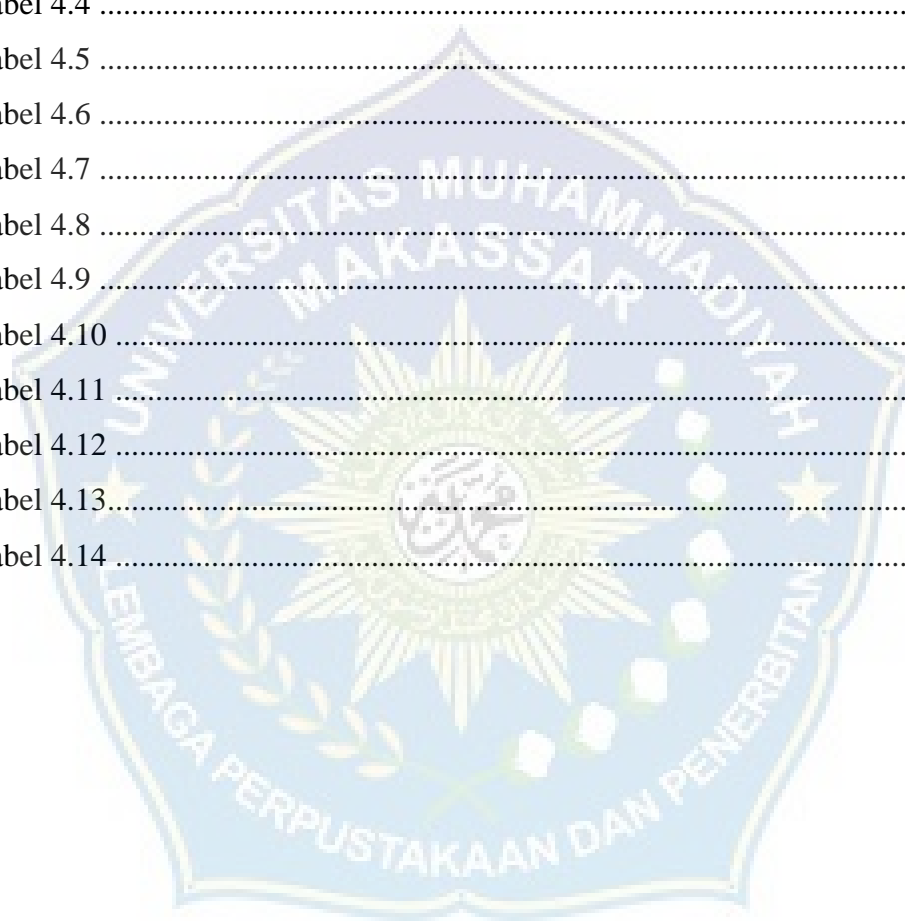 abel 4.4 ........................................................................................................
abel 4.5 ........................................................................................................
abel 4.6 ........................................................................................................
abel 4.7 ........................................................................................................
abel 4.8 ........................................................................................................
abel 4.9 ........................................................................................................
abel 4.10 ......................................................................................................
abel 4.11 ......................................................................................................
abel 4.12 ......................................................................................................
abel 4.13.......................................................................................................
abel 4.14 ......................................................................................................
UNIVERSITAS MUHAMMADIYAH
MAKASSAR
LEMBAGA PERPUSTAKAAN DAN PENERBITAN